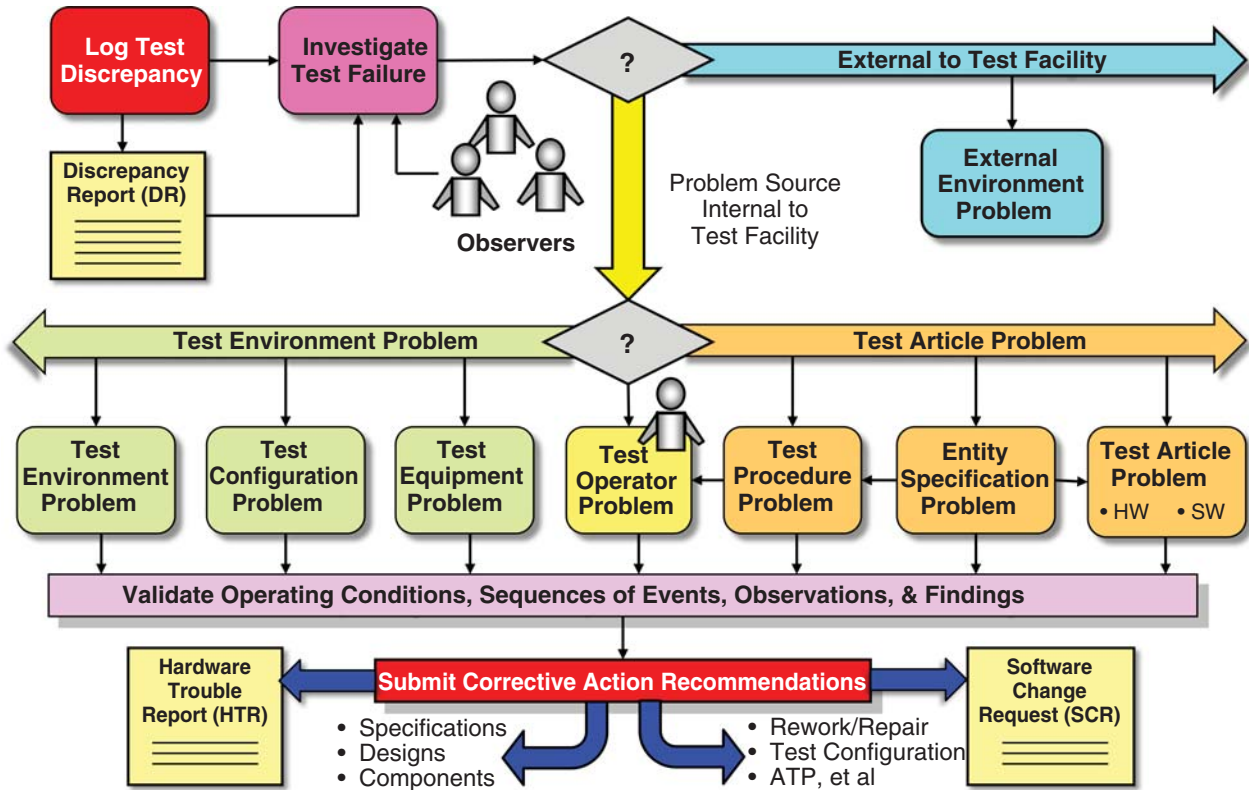 Log Test
Discrepancy
Investigate
Test Failure
?
External to Test Facility
Discrepancy
Report (DR)
Observers
Problem Source
Internal to
Test Facility
External
Environment
Problem
Test Environment Problem
?
Test Article Problem
Test
Environment
Problem
Test
Configuration
Problem
Test
Equipment
Problem
Test
Operator
Problem
Test
Procedure
Problem
Entity
Specification
Problem
Test Article
Problem
• HW • SW
Validate Operating Conditions, Sequences of Events, Observations, & Findings
Hardware
Trouble
Report (HTR)
Submit Corrective Action Recommendations
• Specifications
• Designs
• Components
• Rework/Repair
• Test Configuration
• ATP, et al
Software
Change
Request (SCR)